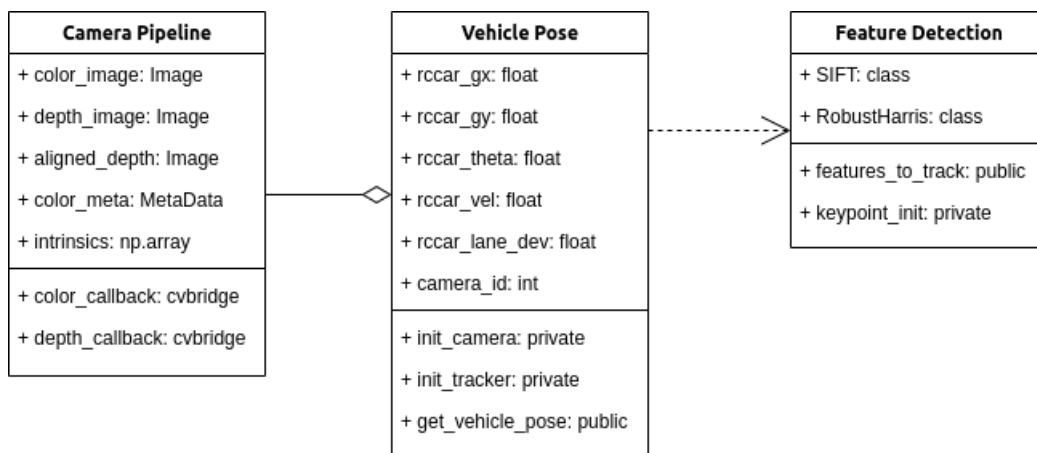 Camera Pipeline
+ color_image: Image
+ depth_image: Image
+ aligned_depth: Image
+ color_meta: MetaData
+ intrinsics: np.array
+ color_callback: cvbridge
+ depth_callback: cvbridge
Vehicle Pose
+ rccar_gx: float
+ rccar_gy: float
+ rccar_theta: float
+ rccar_vel: float
+ rccar_lane_dev: float
+ camera_id: int
+ init_camera: private
+ init_tracker: private
+ get_vehicle_pose: public
Feature Detection
+ SIFT: class
+ RobustHarris: class
+ features_to_track: public
+ keypoint_init: private